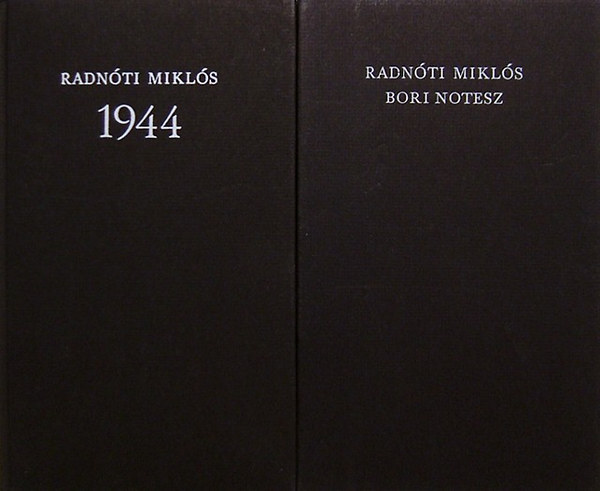 RADNÓTI MIKLÓS
1944
RADNÓTI MIKLÓS
BORI NOTESZ